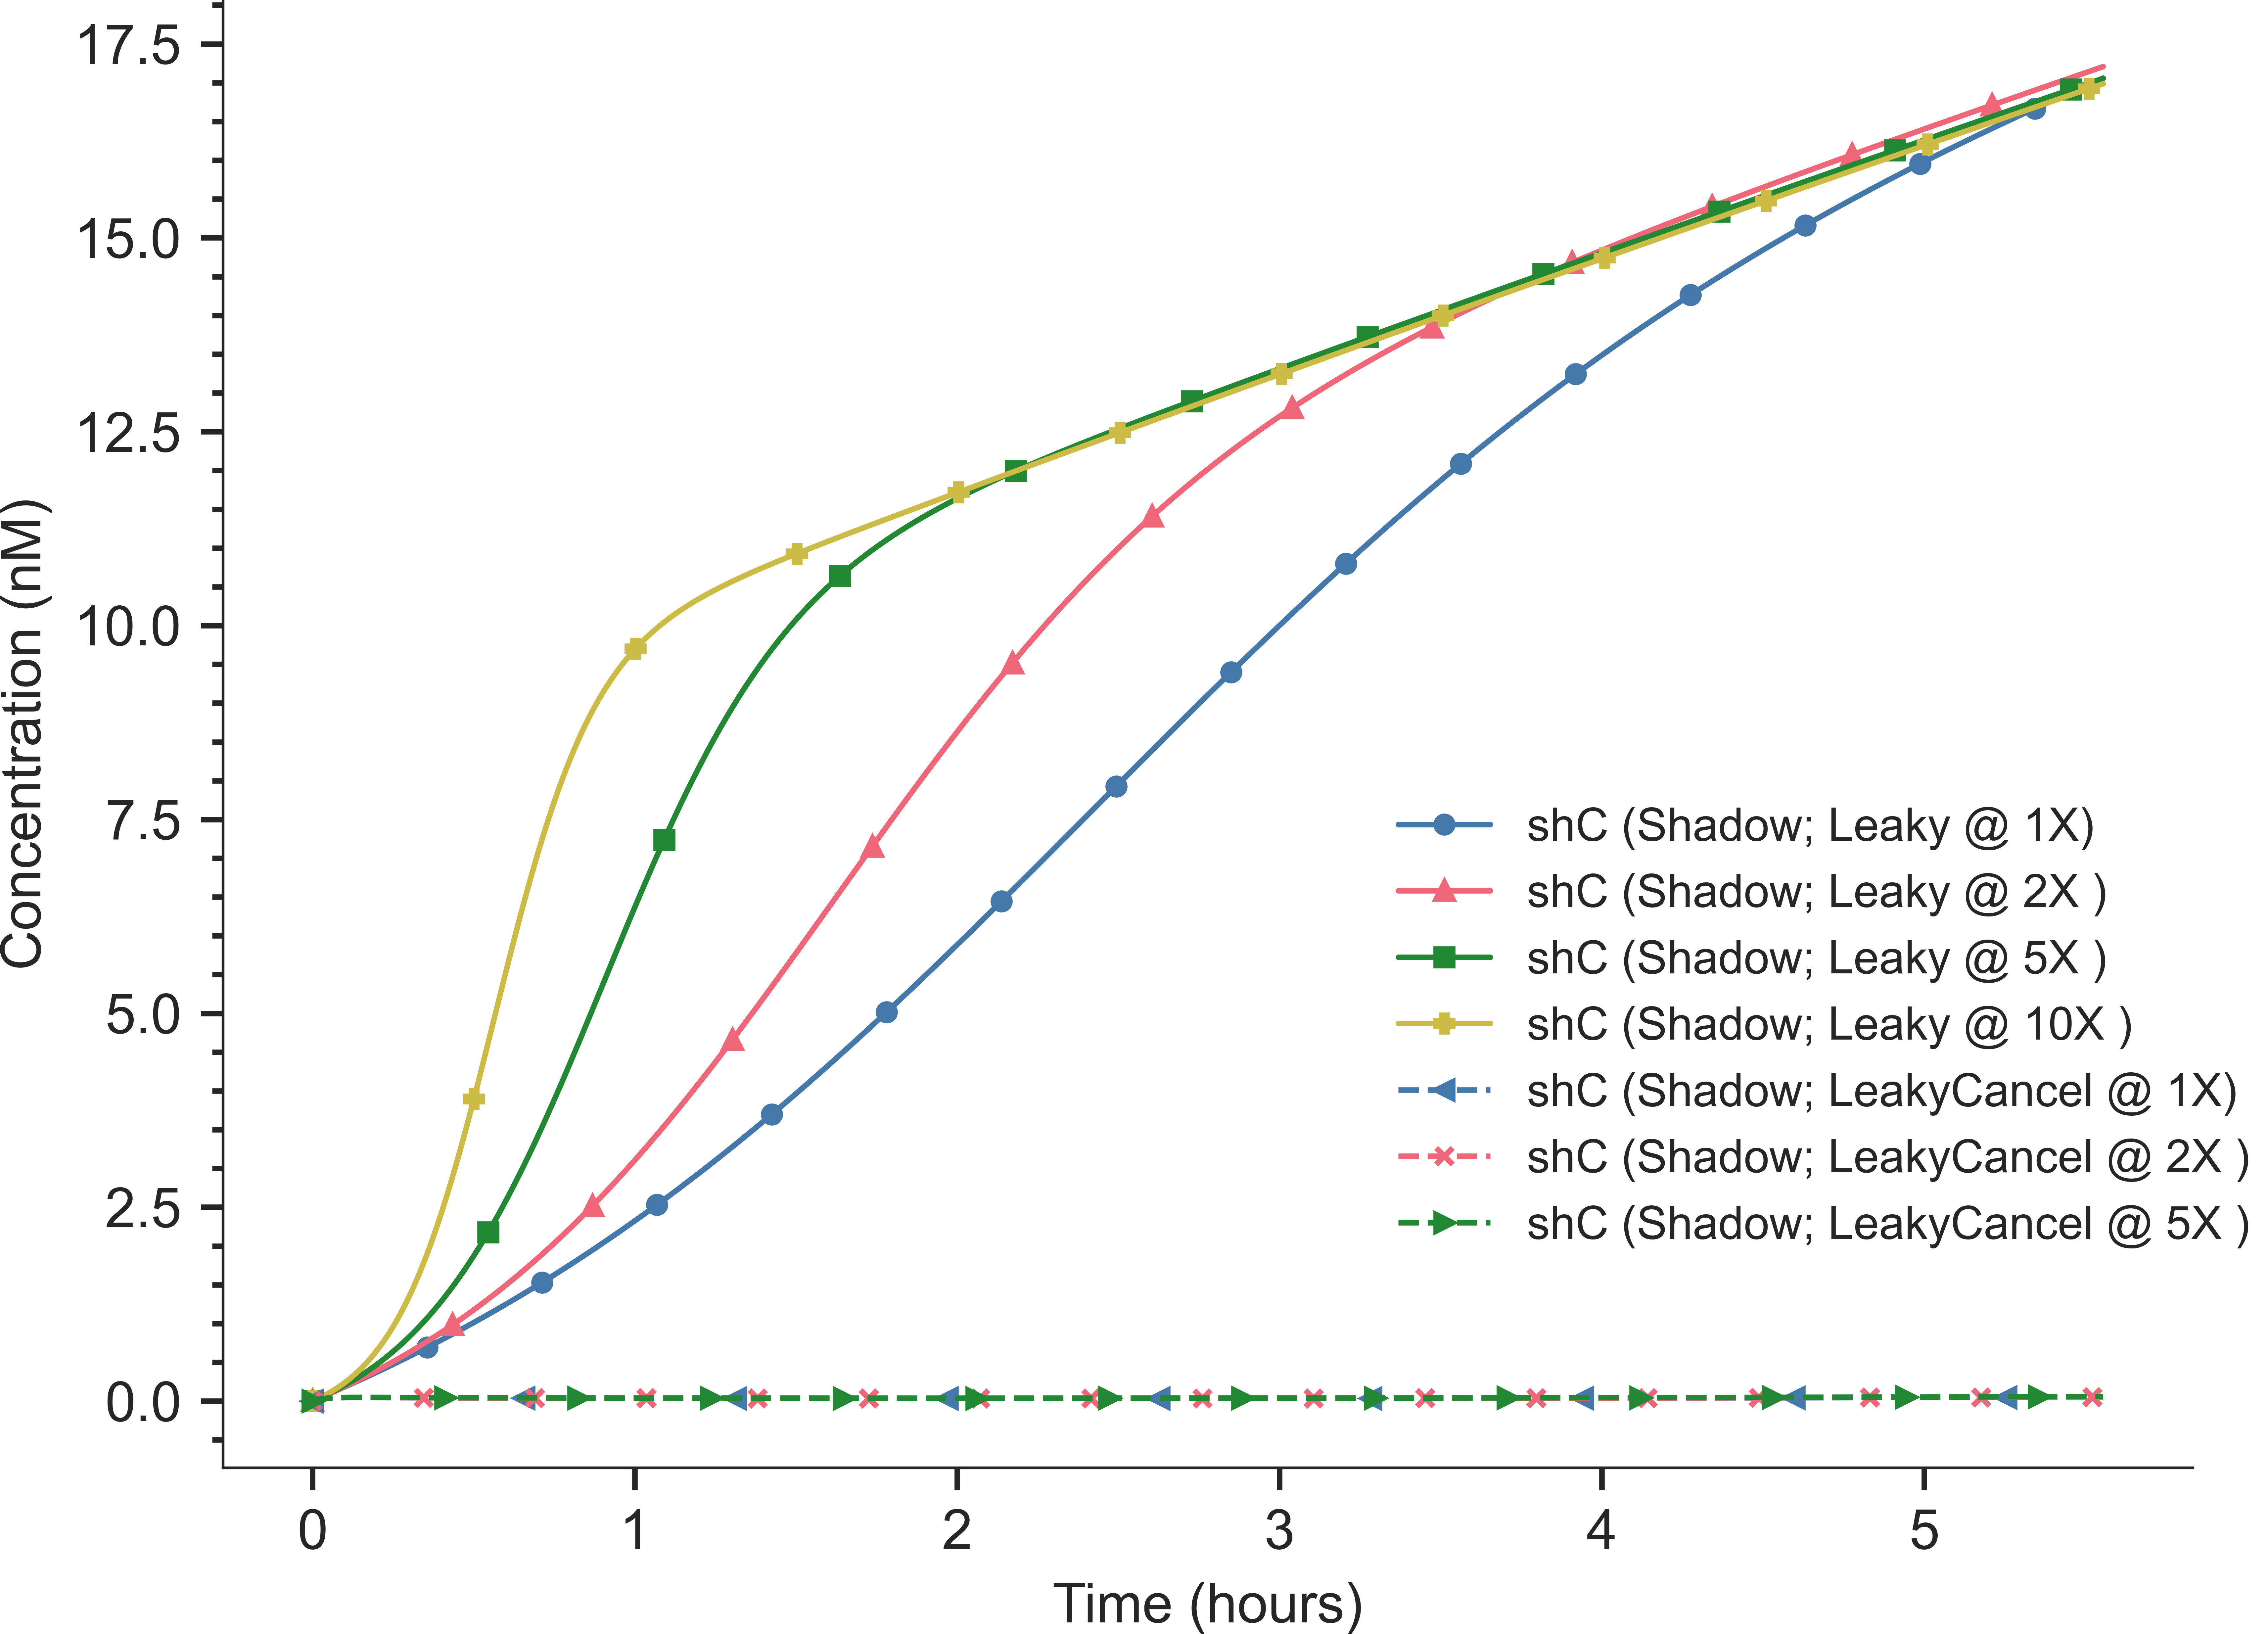 17.5
15.0
12.5
10.0
7.5
5.0
2.5
0.0
Concentration (nM)
shC (Shadow; Leaky @ 1X)
shC (Shadow; Leaky @ 2X )
shC (Shadow; Leaky @ 5X )
shC (Shadow; Leaky @ 10X )
shC (Shadow; LeakyCancel @ 1X)
shC (Shadow; LeakyCancel @ 2X )
shC (Shadow; LeakyCancel @ 5X )
0 1 2 3 4 5
Time (hours)